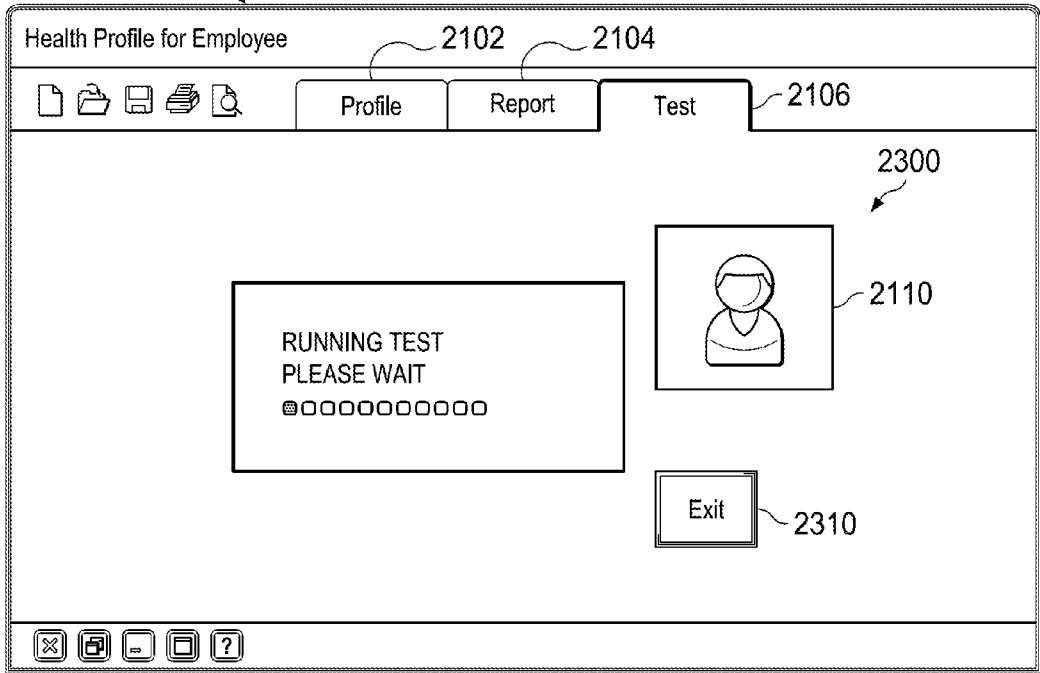 Health Profile for Employee
2102
2104
Profile
Report
Test
2106
2300
2110
RUNNING TEST
PLEASE WAIT
Exit
2310
?